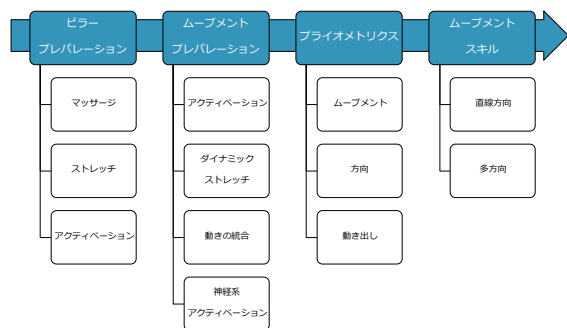 ピラー
プレパレーション
マッサージ
ストレッチ
アクティベーション
ムーブメント
プレパレーション
アクティベーション
ダイナミック
ストレッチ
動きの統合
神経系
アクティベーション
プライオメトリクス
ムーブメント
方向
動き出し
ムーブメント
スキル
直線方向
多方向